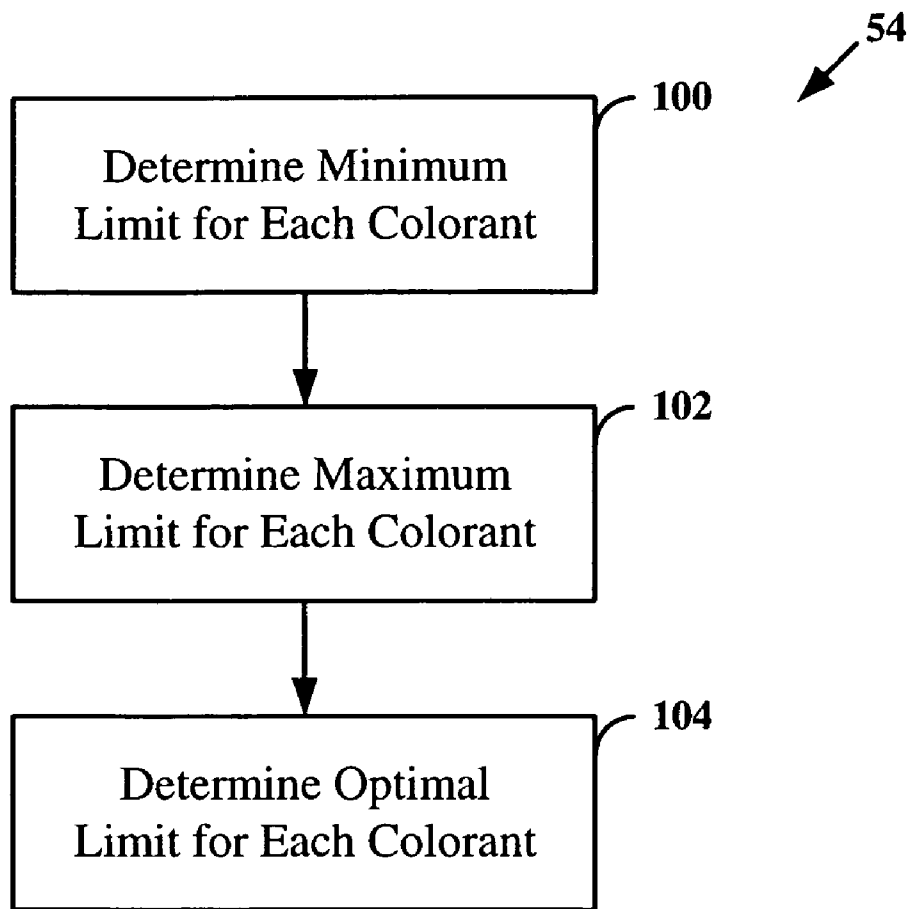 54
100
Determine Minimum
Limit for Each Colorant
102
Determine Maximum
Limit for Each Colorant
104
Determine Optimal
Limit for Each Colorant